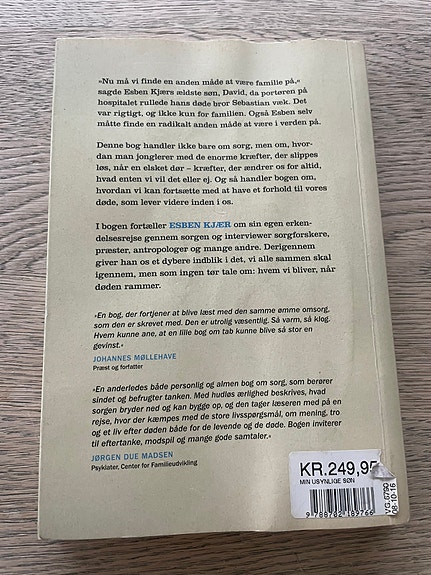 »Nu må vi finde en anden måde at være familie på,«
sagde Esben Kjærs ældste søn, David, da portøren på
hospitalet rullede hans døde bror Sebastian væk. Det
var rigtigt, og ikke kun for familien. Også Esben selv
måtte finde en radikalt anden måde at være i verden på.
Denne bog handler ikke bare om sorg, men om, hvor-
dan man jonglerer med de enorme kræfter, der slippes
løs, når en elsket dør – kræfter, der ændrer os for altid,
hvad enten vi vil det eller ej. Og så handler bogen om,
hvordan vi kan fortsætte med at have et forhold til vores
døde, som lever videre inden i os.
I bogen fortæller ESBEN KJÆR om sin egen erken-
delsesrejse gennem sorgen og interviewer sorgforskere,
præster, antropologer og mange andre. Derigennem
giver han os et dybere indblik i det, vi alle sammen skal
igennem, men som ingen tør tale om: hvem vi bliver, når
døden rammer.
»En bog, der fortjener at blive læst med den samme ømme omsorg,
som den er skrevet med. Den er utrolig væsentlig. Så varm, så klog.
Hvem kunne ane, at en lille bog om tab kunne blive så stor en
gevinst.«
JOHANNES MØLLEHAVE
Præst og forfatter
»En anderledes både personlig og almen bog om sorg, som berører
sindet og befrugter tanken. Med hudløs ærlighed beskrives, hvad
sorgen bryder ned og kan bygge op, og den tager læseren med på en
rejse, hvor der kæmpes med de store livsspørgsmål, om mening, tro
og et liv efter døden både for de levende og de døde. Bogen inviterer
til eftertanke, modspil og mange gode samtaler.«
JØRGEN DUE MADSEN
Psykiater, Center for Familieudvikling
KR.249,95
MIN USYNLIGE SØN
9 788702 189766
VG.5790
08-10-16